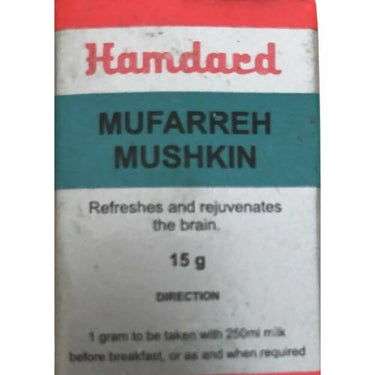 Hamdard
MUFARREH
MUSHKIN
Refreshes and rejuvenates
the brain.
15 g
DIRECTION
1 gram to be taken with 250ml milk
before breakfast, or as and when required